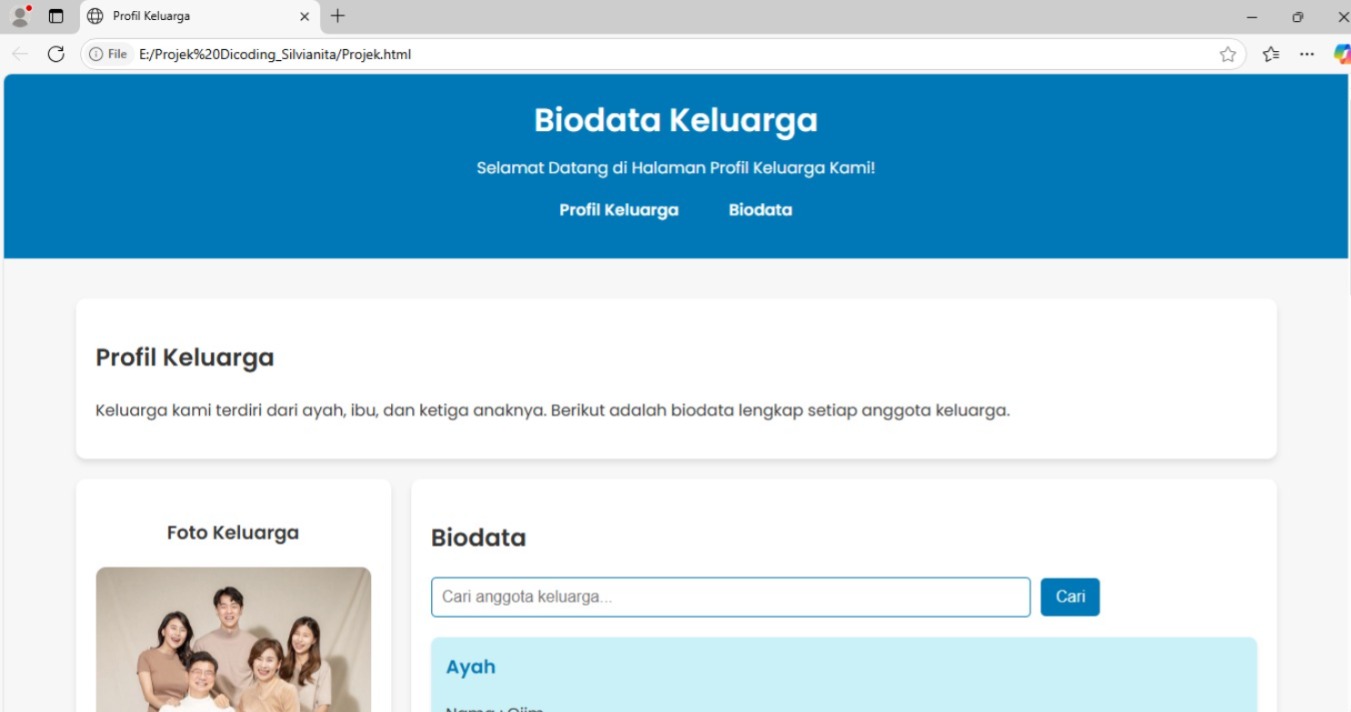 Profil Keluarga
File E:/Projek%20Dicoding_Silvianita/Projek.html
Biodata Keluarga
Selamat Datang di Halaman Profil Keluarga Kami!
Profil Keluarga Biodata
Profil Keluarga
Keluarga kami terdiri dari ayah, ibu, dan ketiga anaknya. Berikut adalah biodata lengkap setiap anggota keluarga.
Foto Keluarga
Biodata
Cari anggota keluarga... Cari
Ayah
Nama :